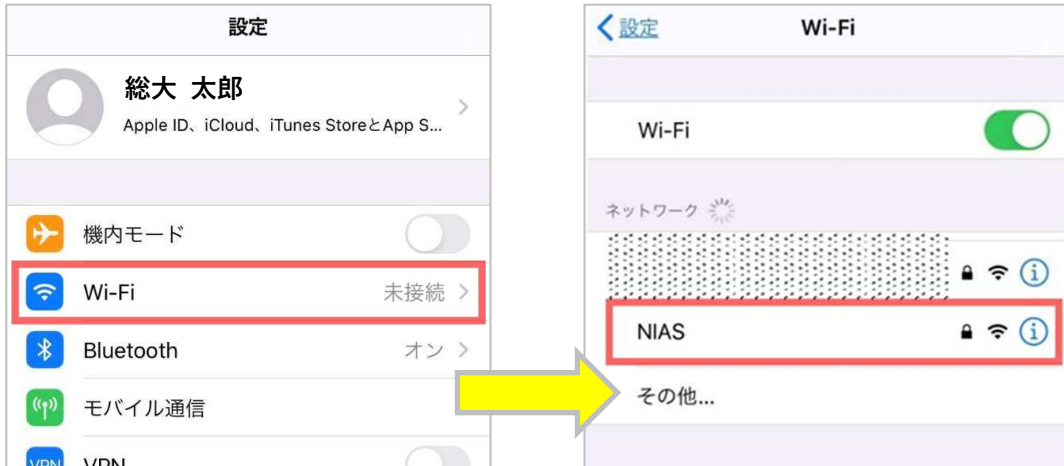 設定
総大 太郎
Apple ID、iCloud、iTunes StoreとApp S...
機内モード
Wi-Fi 未接続
Bluetooth オン
モバイル通信
VPN VPN
設定 Wi-Fi
Wi-Fi
ネットワーク
NIAS
その他...